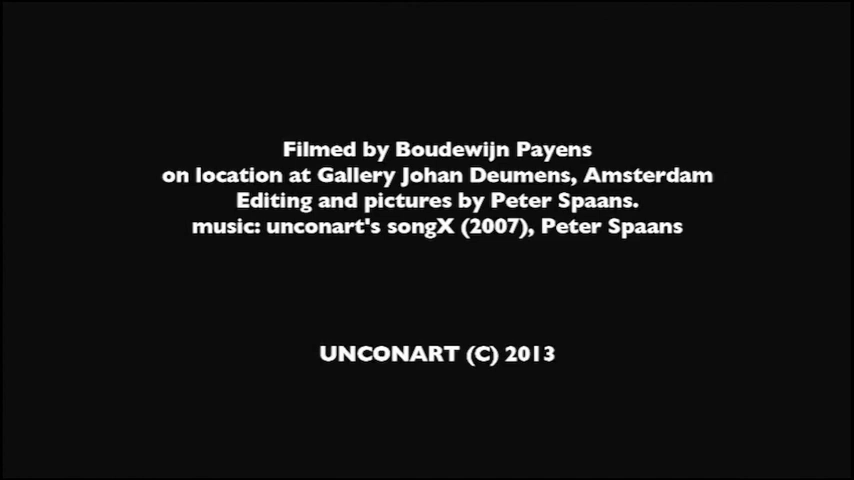 Filmed by Boudewijn Payens
on location at Gallery Johan Deumens, Amsterdam
Editing and pictures by Peter Spaans.
music: unconart's songX (2007), Peter Spaans
UNCONART (C) 2013